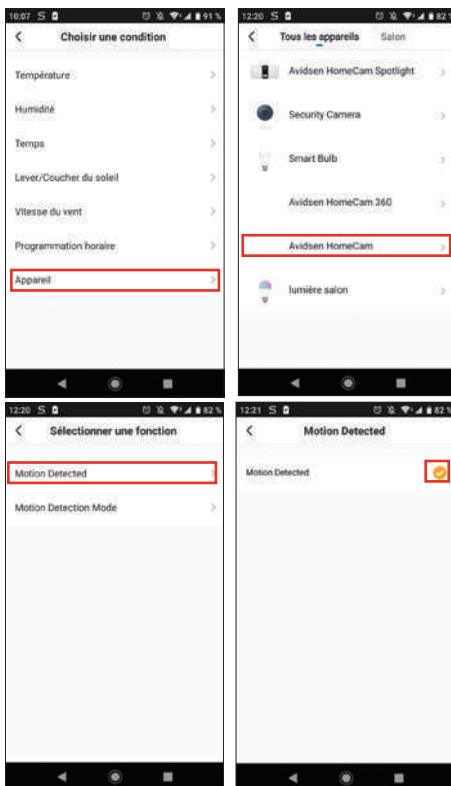 10:07 S 91%
Choisir une condition
Température
Humidité
Temps
Lever/Coucher du soleil
Vitesse du vent
Programmation horaire
Appareil
12:20 S 82%
Tous les appareils Salon
Avidsen HomeCam Spotlight
Security Camera
Smart Bulb
Avidsen HomeCam 360
Avidsen HomeCam
lumière salon
12:20 S 82%
Sélectionner une fonction
Motion Detected
Motion Detection Mode
12:21 S 82%
Motion Detected
Motion Detected